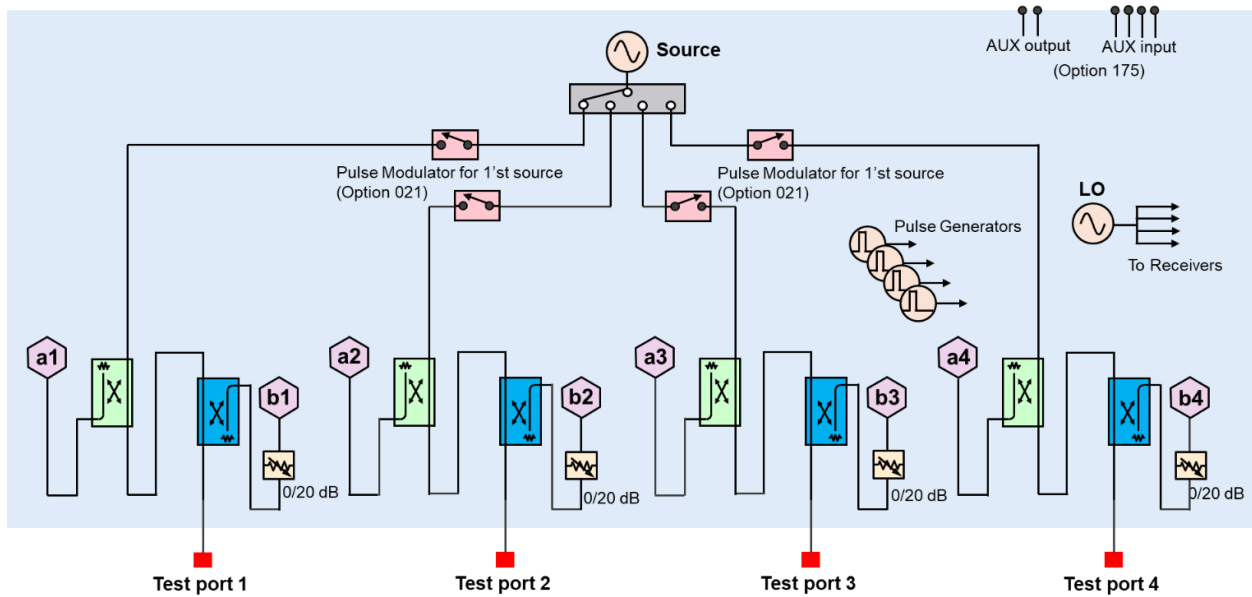 Source
AUX output
AUX input
(Option 175)
Pulse Modulator for 1'st source
(Option 021)
Pulse Modulator for 1'st source
(Option 021)
LO
Pulse Generators
To Receivers
a1
b1
0/20 dB
a2
b2
0/20 dB
a3
b3
0/20 dB
a4
b4
0/20 dB
Test port 1
Test port 2
Test port 3
Test port 4